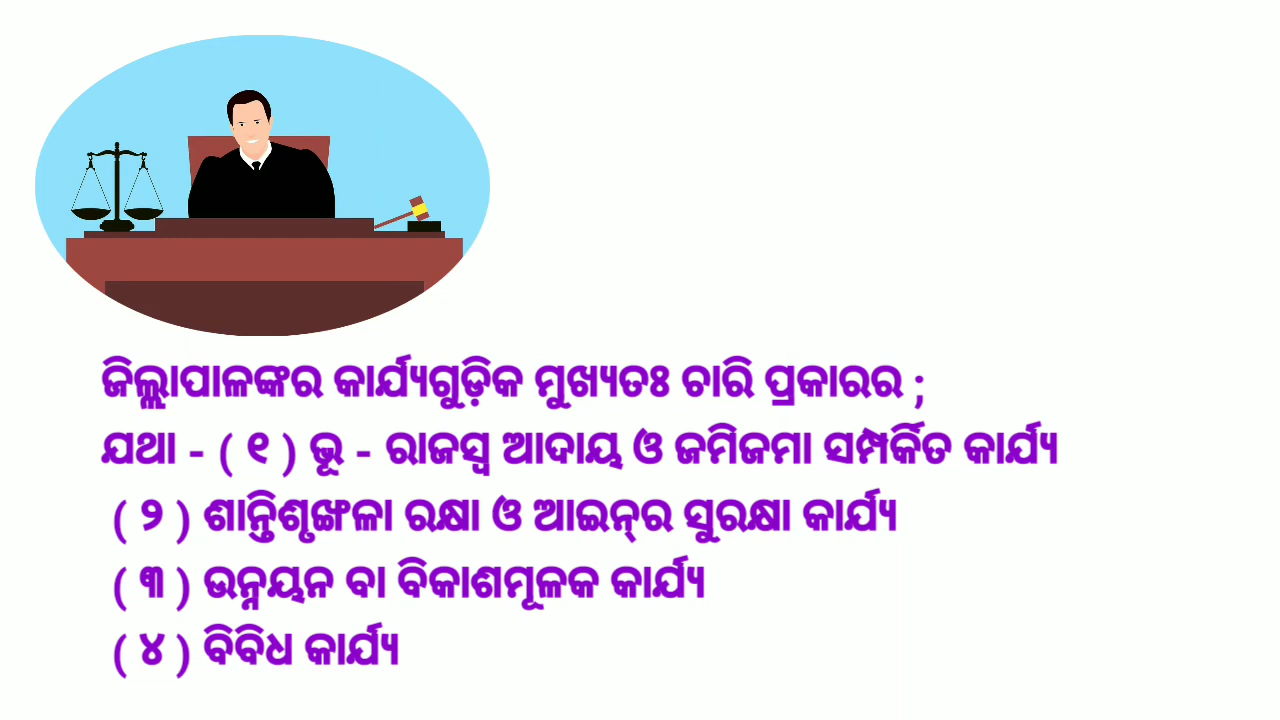 ଜିଲ୍ଲାପାଳଙ୍କର କାର୍ଯ୍ୟଗୁଡ଼ିକ ମୁଖ୍ୟତଃ ଚାରି ପ୍ରକାରର ;
ଯଥା - ( ୧ ) ଭୂ - ରାଜସ୍ୱ ଆଦାୟ ଓ ଜମିଜମା ସମ୍ପର୍କିତ କାର୍ଯ୍ୟ
( ୨ ) ଶାନ୍ତିଶୃଙ୍ଖଳା ରକ୍ଷା ଓ ଆଇନ୍‌ର ସୁରକ୍ଷା କାର୍ଯ୍ୟ
( ୩ ) ଉନ୍ନୟନ ବା ବିକାଶମୂଳକ କାର୍ଯ୍ୟ
( ୪ ) ବିବିଧ କାର୍ଯ୍ୟ